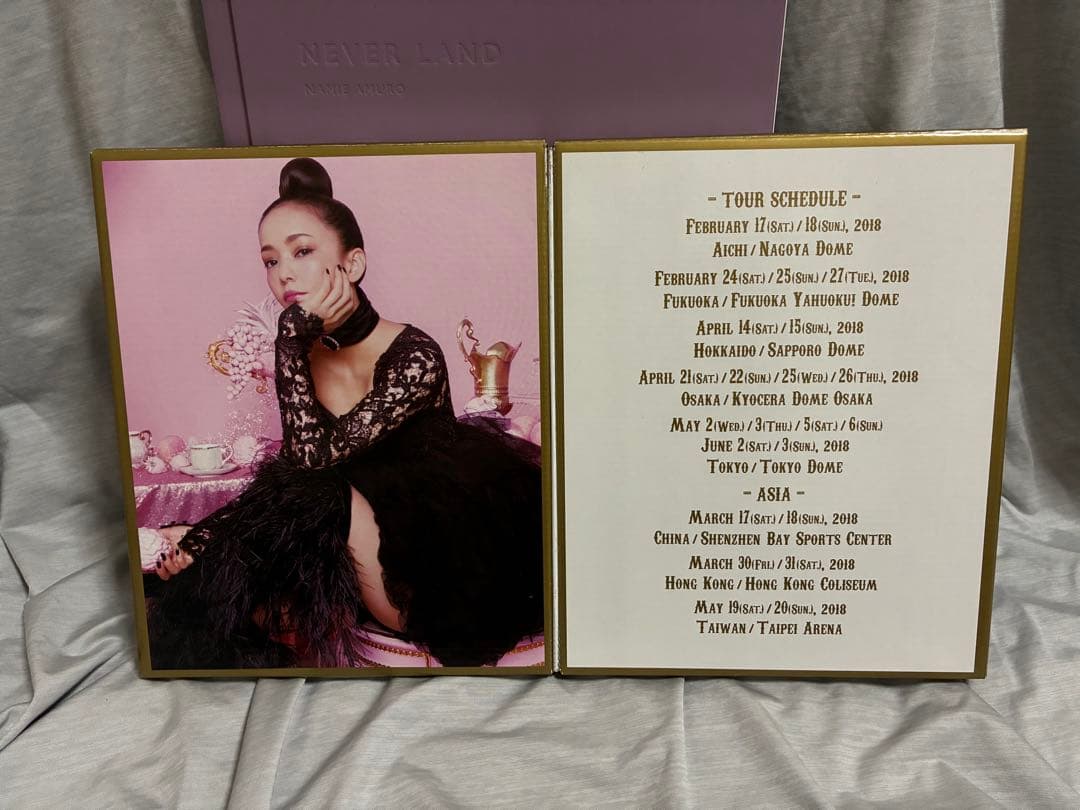 NEVER LAND
NAMIE AMURO
- TOUR SCHEDULE -
FEBRUARY 17(SAT.) / 18(SUN.), 2018
AICHI / NAGOYA DOME
FEBRUARY 24(SAT.) / 25(SUN.) / 27(TUE.), 2018
FUKUOKA / FUKUOKA YAHUOKU! DOME
APRIL 14(SAT.) / 15(SUN.), 2018
HOKKAIDO / SAPPORO DOME
APRIL 21(SAT.) / 22(SUN.) / 25(WED.) / 26(THU.), 2018
OSAKA / KYOCERA DOME OSAKA
MAY 2(WED.) / 3(THU.) / 5(SAT.) / 6(SUN.)
JUNE 2(SAT.) / 3(SUN.), 2018
TOKYO / TOKYO DOME
- ASIA -
MARCH 17(SAT.) / 18(SUN.), 2018
CHINA / SHENZHEN BAY SPORTS CENTER
MARCH 30(FRI.) / 31(SAT.), 2018
HONG KONG / HONG KONG COLISEUM
MAY 19(SAT.) / 20(SUN.), 2018
TAIWAN / TAIPEI ARENA